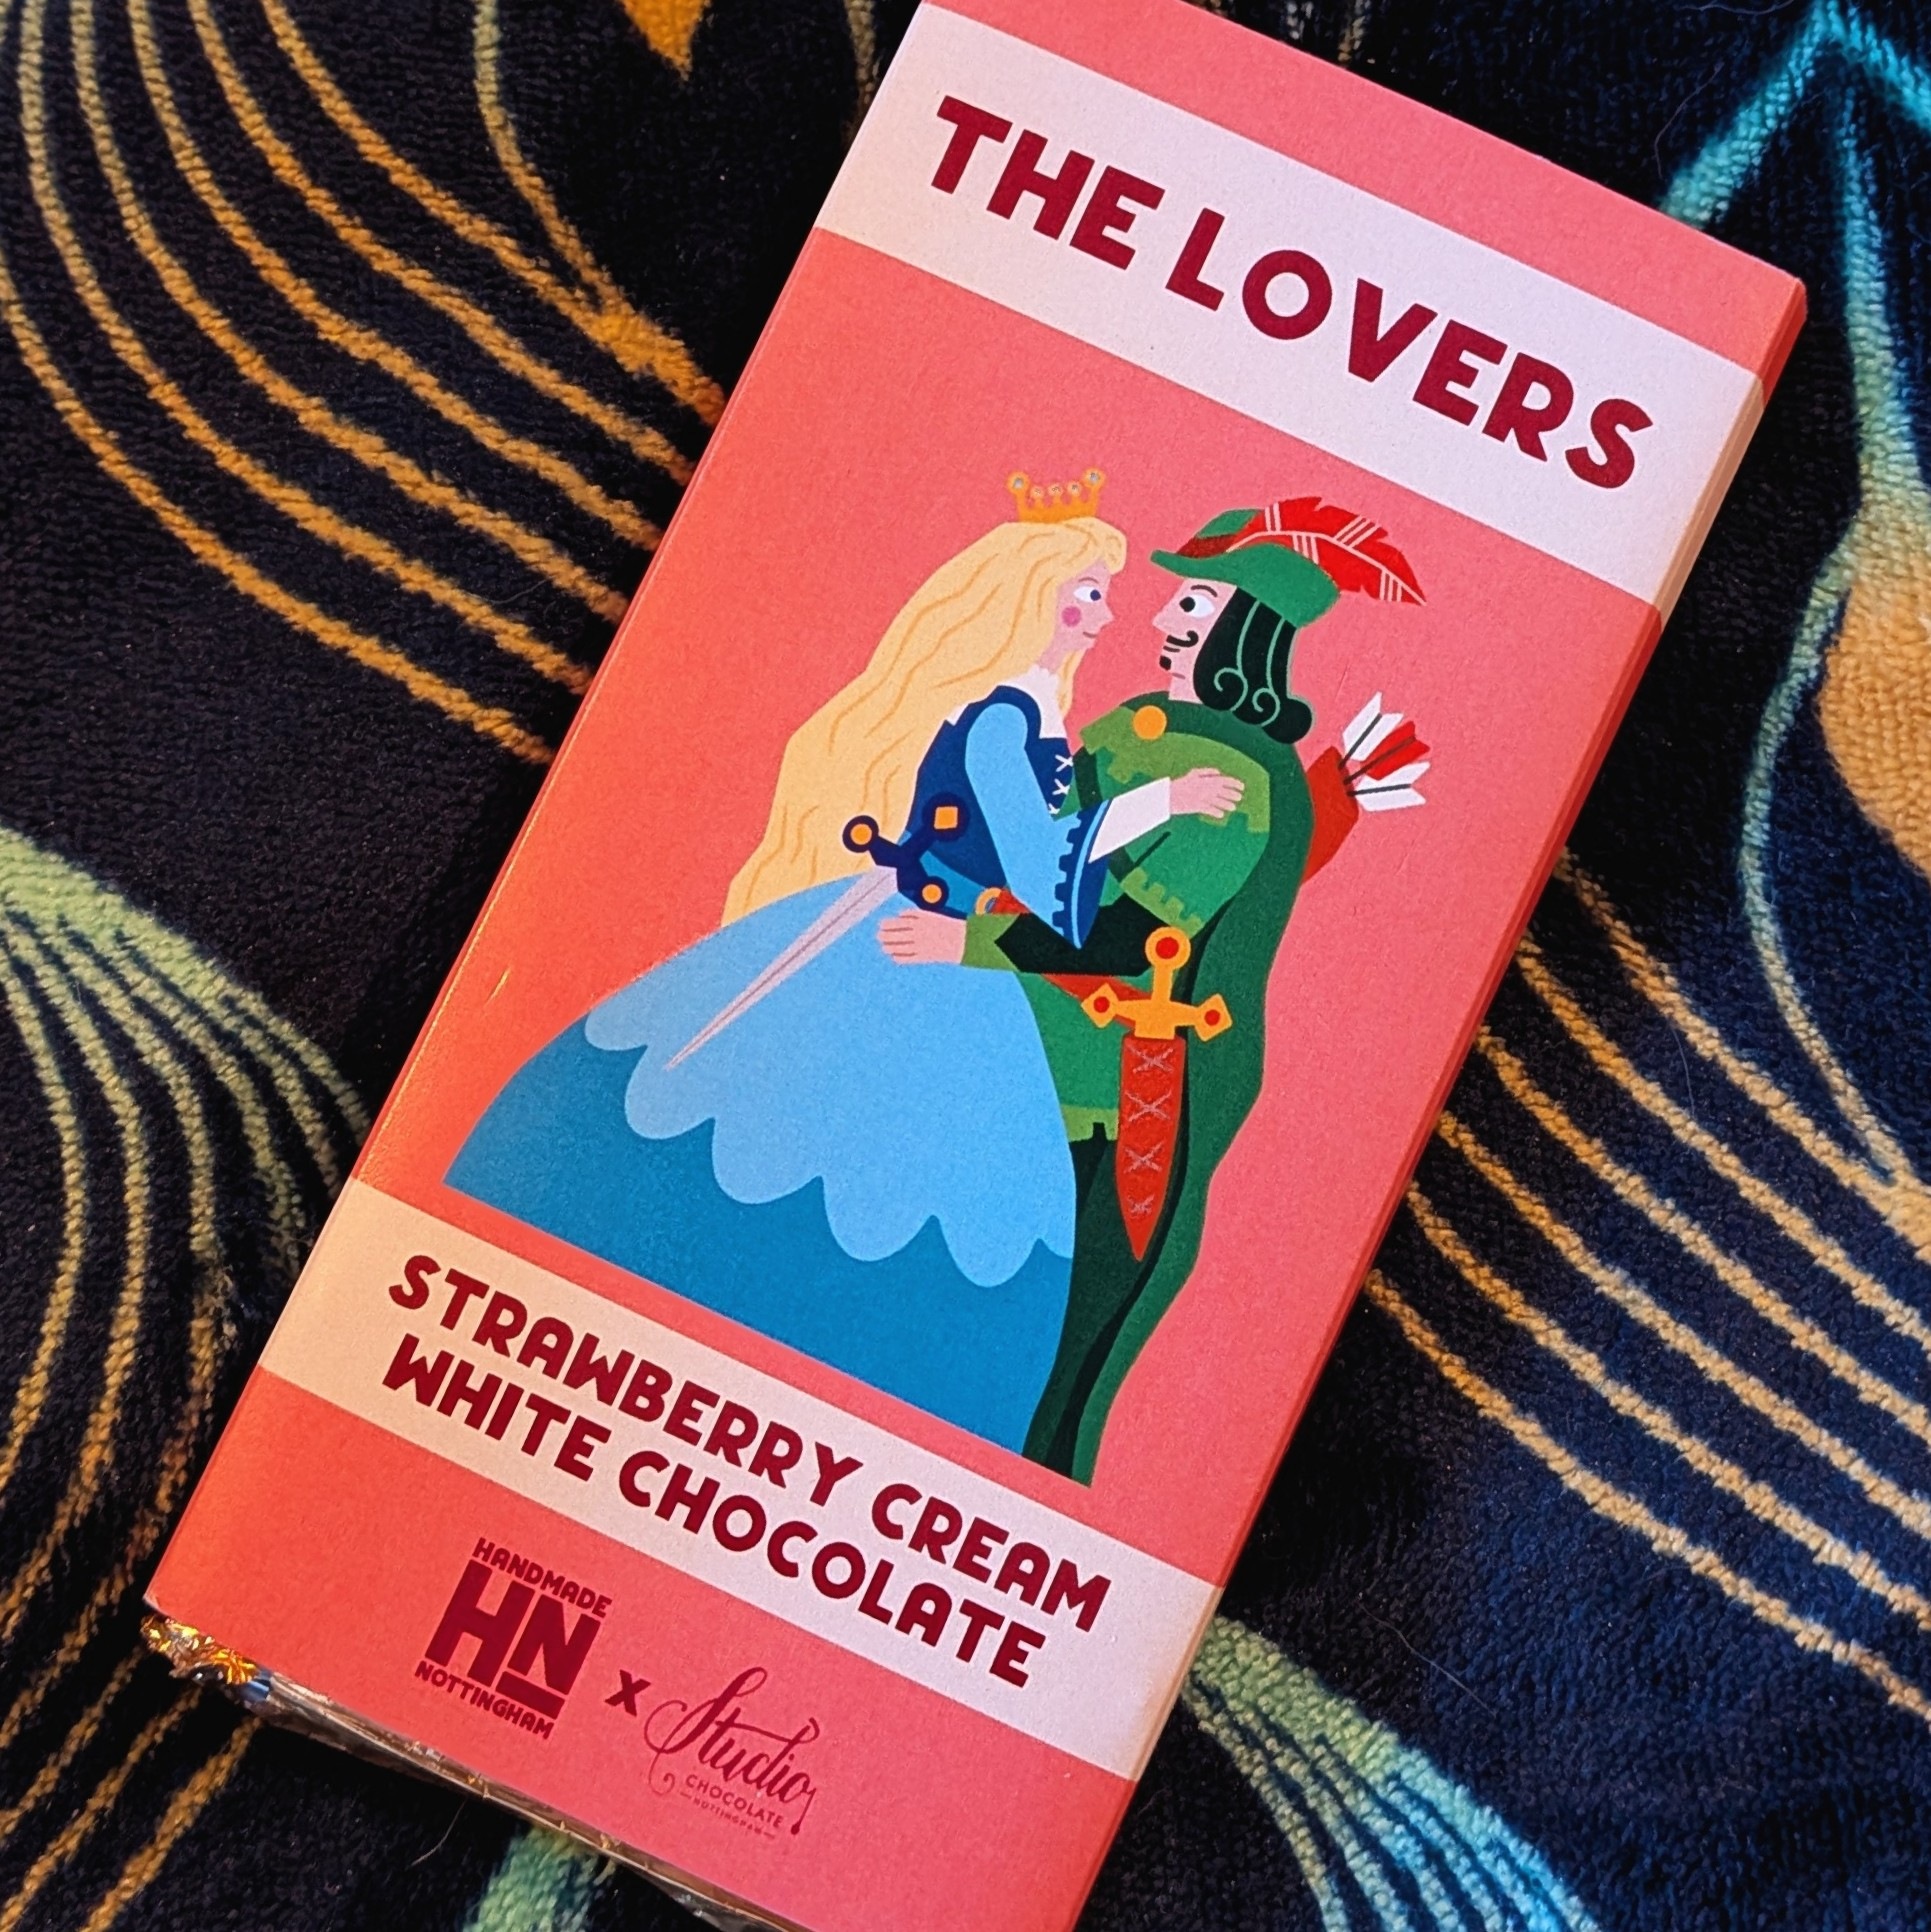 THE LOVERS
STRAWBERRY CREAM
WHITE CHOCOLATE
HANDMADE
HN
NOTTINGHAM
X
Studio
CHOCOLATE
NOTTINGHAM